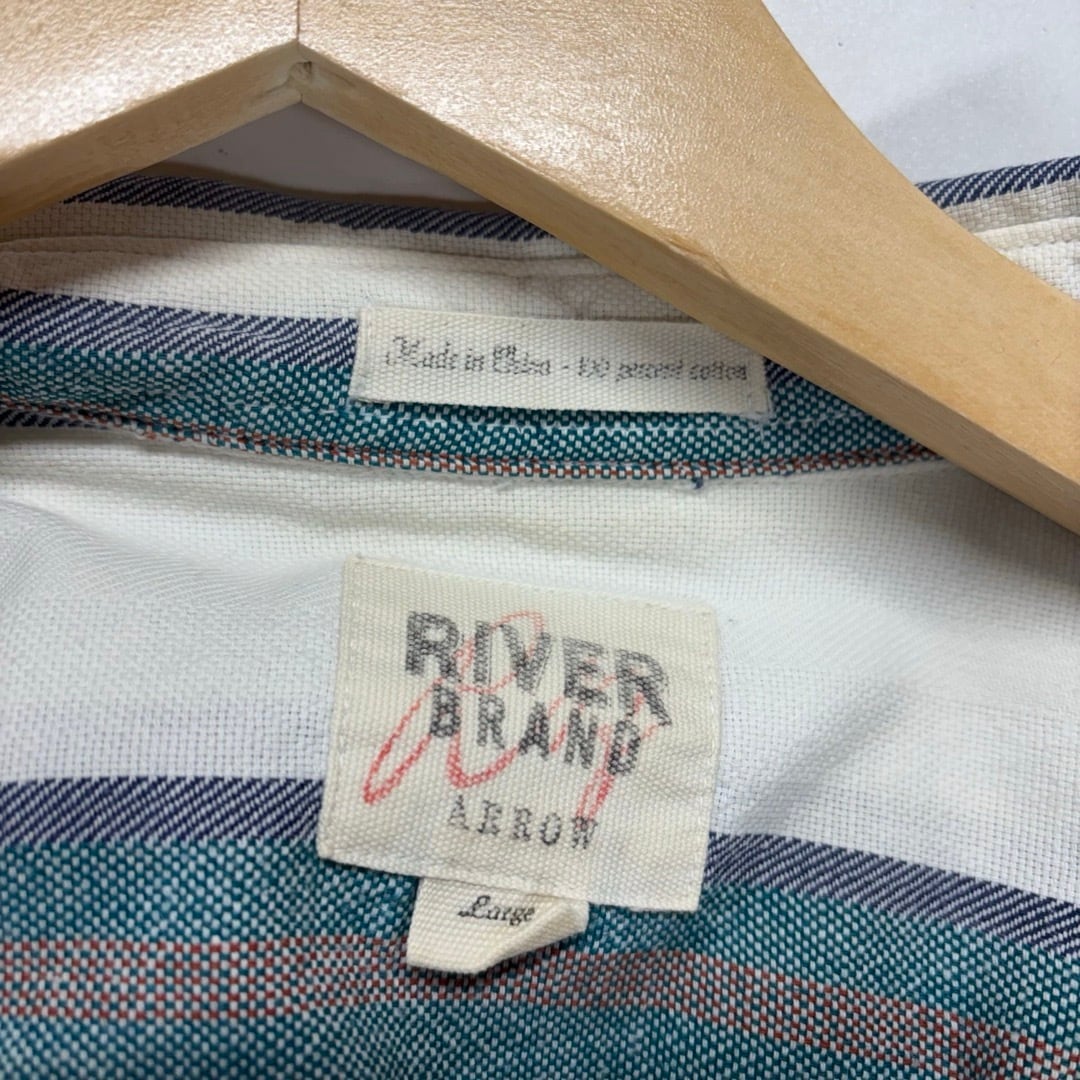 Made in China - 100 percent cotton
RIVER
BRAND
ARROW
Large